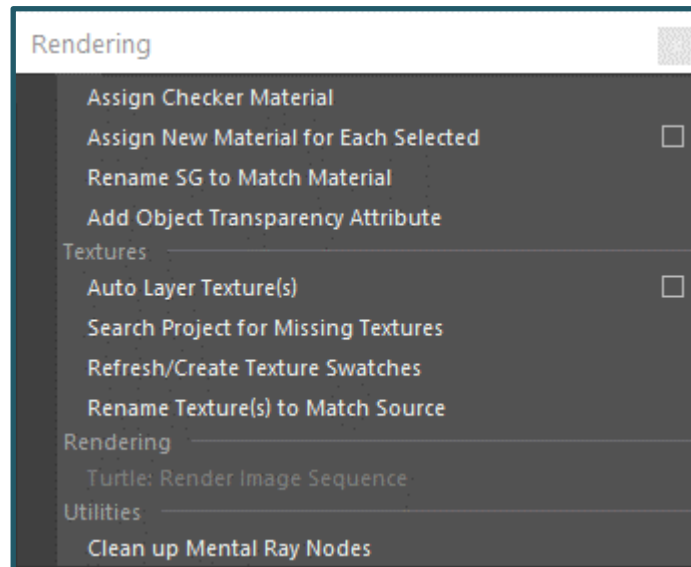 Rendering
Assign Checker Material
Assign New Material for Each Selected
Rename SG to Match Material
Add Object Transparency Attribute
Textures
Auto Layer Texture(s)
Search Project for Missing Textures
Refresh/Create Texture Swatches
Rename Texture(s) to Match Source
Rendering
Turtle: Render Image Sequence
Utilities
Clean up Mental Ray Nodes